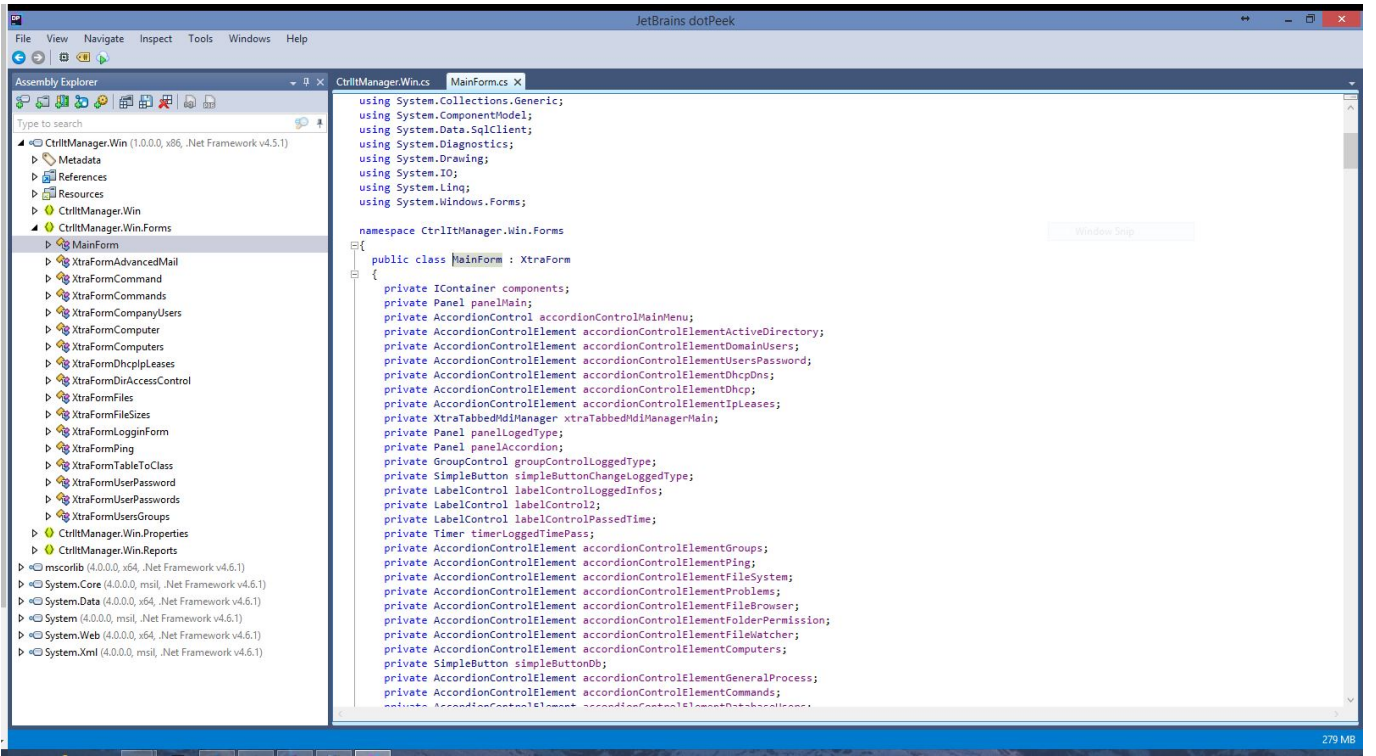 JetBrains dotPeek
File View Navigate Inspect Tools Windows Help
Assembly Explorer
Type to search
CtrlItManager.Win (1.0.0.0, x86, .Net Framework v4.5.1)
Metadata
References
Resources
CtrlItManager.Win
CtrlItManager.Win.Forms
MainForm
XtraFormAdvancedMail
XtraFormCommand
XtraFormCommands
XtraFormCompanyUsers
XtraFormComputer
XtraFormComputers
XtraFormDhcpIpLeases
XtraFormDirAccessControl
XtraFormFiles
XtraFormFileSizes
XtraFormLogginForm
XtraFormPing
XtraFormTableToClass
XtraFormUserPassword
XtraFormUserPasswords
XtraFormUsersGroups
CtrlItManager.Win.Properties
CtrlItManager.Win.Reports
mscorlib (4.0.0.0, x64, .Net Framework v4.6.1)
System.Core (4.0.0.0, msil, .Net Framework v4.6.1)
System.Data (4.0.0.0, x64, .Net Framework v4.6.1)
System (4.0.0.0, msil, .Net Framework v4.6.1)
System.Web (4.0.0.0, x64, .Net Framework v4.6.1)
System.Xml (4.0.0.0, msil, .Net Framework v4.6.1)
CtrlItManager.Win.cs MainForm.cs
using System.Collections.Generic;
using System.ComponentModel;
using System.Data.SqlClient;
using System.Diagnostics;
using System.Drawing;
using System.IO;
using System.Linq;
using System.Windows.Forms;
namespace CtrlItManager.Win.Forms
{
public class MainForm : XtraForm
{
private IContainer components;
private Panel panelMain;
private AccordionControl accordionControlMainMenu;
private AccordionControlElement accordionControlElementActiveDirectory;
private AccordionControlElement accordionControlElementDomainUsers;
private AccordionControlElement accordionControlElementUsersPassword;
private AccordionControlElement accordionControlElementDhcpDns;
private AccordionControlElement accordionControlElementDhcp;
private AccordionControlElement accordionControlElementIpLeases;
private XtraTabbedMdiManager xtraTabbedMdiManagerMain;
private Panel panelLogedType;
private Panel panelAccordion;
private GroupControl groupControlLoggedType;
private SimpleButton simpleButtonChangeLoggedType;
private LabelControl labelControlLoggedInfos;
private LabelControl labelControl2;
private LabelControl labelControlPassedTime;
private Timer timerLoggedTimePass;
private AccordionControlElement accordionControlElementGroups;
private AccordionControlElement accordionControlElementPing;
private AccordionControlElement accordionControlElementFileSystem;
private AccordionControlElement accordionControlElementProblems;
private AccordionControlElement accordionControlElementFileBrowser;
private AccordionControlElement accordionControlElementFolderPermission;
private AccordionControlElement accordionControlElementFileWatcher;
private AccordionControlElement accordionControlElementComputers;
private SimpleButton simpleButtonDb;
private AccordionControlElement accordionControlElementGeneralProcess;
private AccordionControlElement accordionControlElementCommands;
private AccordionControlElement accordionControlElementDatabaseUsers;
Window Snip
279 MB